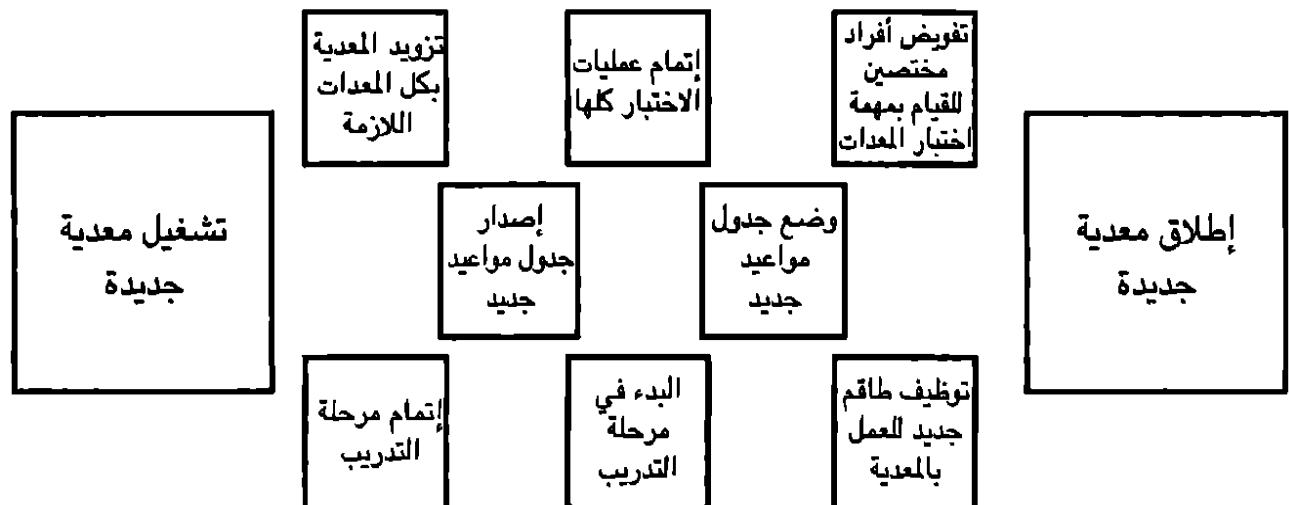 تفويض أفراد
مختصين
للقيام بمهمة
اختبار المعدات
إتمام عمليات
الاختبار كلها
تزويد المعدية
بكل المعدات
اللازمة
إطلاق معدية
جديدة
وضع جدول
مواعيد
جديد
إصدار
جدول مواعيد
جديد
تشغيل معدية
جديدة
توظيف طاقم
جديد للعمل
بالمعدية
البدء في
مرحلة
التدريب
إتمام مرحلة
التدريب